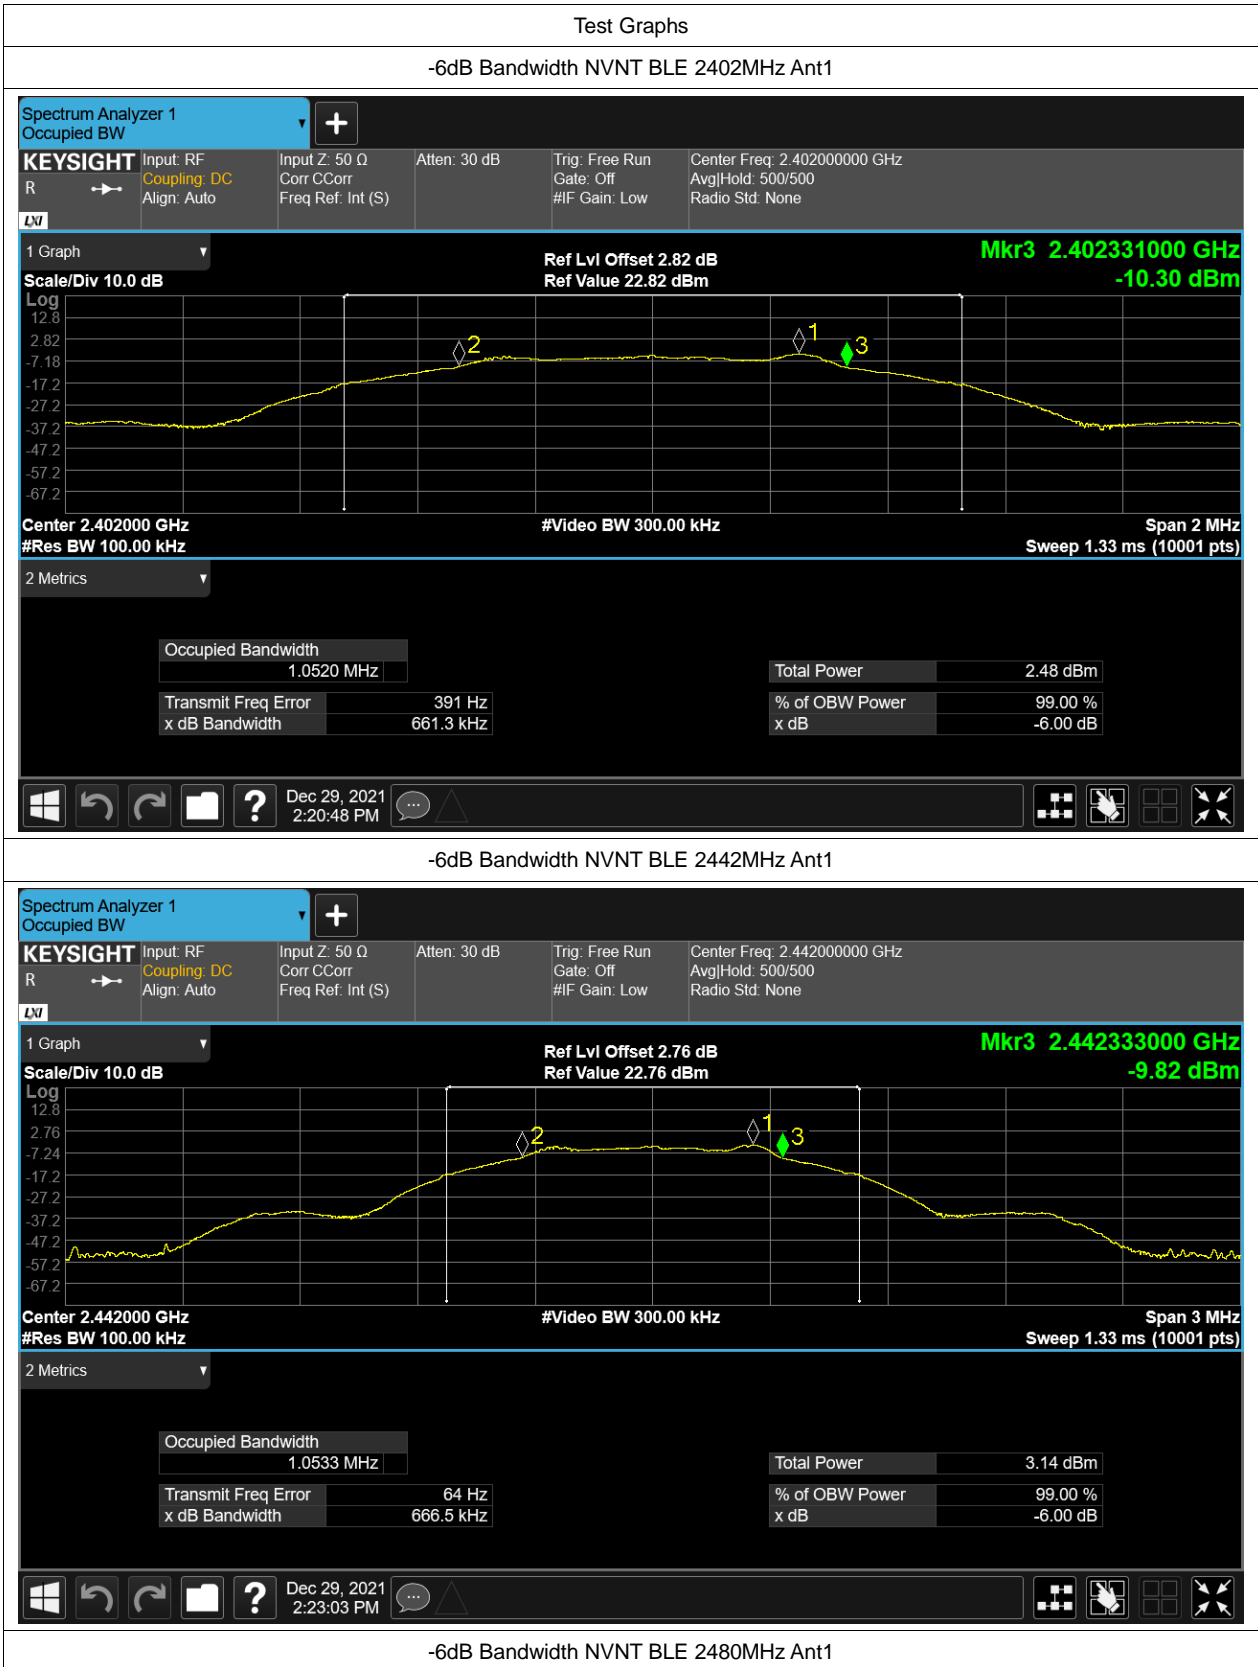 Test Graphs
-6dB Bandwidth NVNT BLE 2402MHz Ant1
Spectrum Analyzer 1
Occupied BW
KEYSIGHT Input: RF Input Z: 50 Ω Atten: 30 dB Trig: Free Run Center Freq: 2.402000000 GHz
R Coupling: DC Corr CCorr Gate: Off Avg|Hold: 500/500
Align: Auto Freq Ref: Int (S) #IF Gain: Low Radio Std: None
LXI
1 Graph Ref Lvl Offset 2.82 dB Mkr3 2.402331000 GHz
Scale/Div 10.0 dB Ref Value 22.82 dBm -10.30 dBm
Log
12.8
2.82
-7.18
-17.2
-27.2
-37.2
-47.2
-57.2
-67.2
2 1 3
Center 2.402000 GHz #Video BW 300.00 kHz Span 2 MHz
#Res BW 100.00 kHz Sweep 1.33 ms (10001 pts)
2 Metrics
Occupied Bandwidth
1.0520 MHz Total Power 2.48 dBm
Transmit Freq Error 391 Hz % of OBW Power 99.00 %
x dB Bandwidth 661.3 kHz x dB -6.00 dB
? Dec 29, 2021
2:20:48 PM
-6dB Bandwidth NVNT BLE 2442MHz Ant1
Spectrum Analyzer 1
Occupied BW
KEYSIGHT Input: RF Input Z: 50 Ω Atten: 30 dB Trig: Free Run Center Freq: 2.442000000 GHz
R Coupling: DC Corr CCorr Gate: Off Avg|Hold: 500/500
Align: Auto Freq Ref: Int (S) #IF Gain: Low Radio Std: None
LXI
1 Graph Ref Lvl Offset 2.76 dB Mkr3 2.442333000 GHz
Scale/Div 10.0 dB Ref Value 22.76 dBm -9.82 dBm
Log
12.8
2.76
-7.24
-17.2
-27.2
-37.2
-47.2
-57.2
-67.2
2 1 3
Center 2.442000 GHz #Video BW 300.00 kHz Span 3 MHz
#Res BW 100.00 kHz Sweep 1.33 ms (10001 pts)
2 Metrics
Occupied Bandwidth
1.0533 MHz Total Power 3.14 dBm
Transmit Freq Error 64 Hz % of OBW Power 99.00 %
x dB Bandwidth 666.5 kHz x dB -6.00 dB
? Dec 29, 2021
2:23:03 PM
-6dB Bandwidth NVNT BLE 2480MHz Ant1